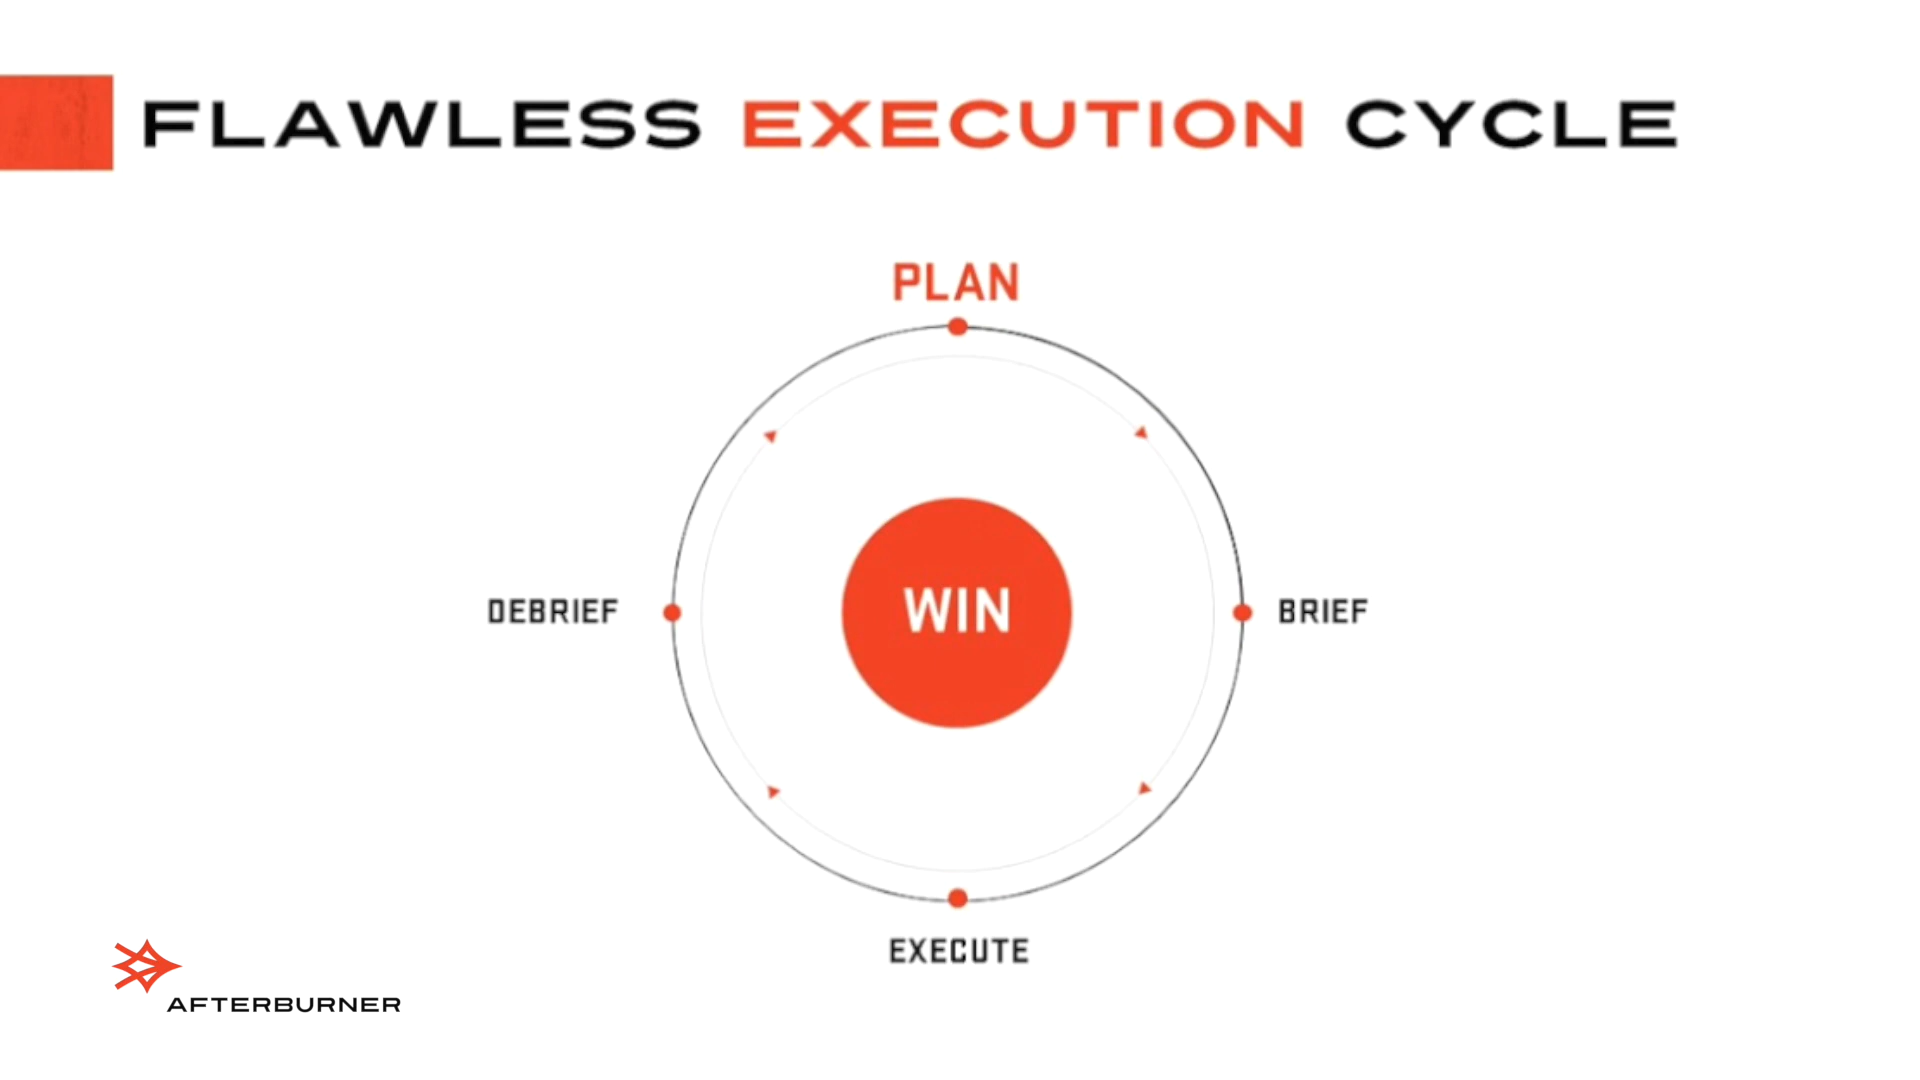 FLAWLESS EXECUTION CYCLE
PLAN
DEBRIEF
WIN
BRIEF
EXECUTE
AFTERBURNER